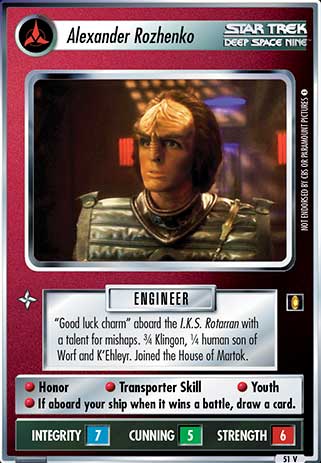 Alexander Rozhenko
STAR TREK
DEEP SPACE NINE
NOT ENDORSED BY CBS OR PARAMOUNT PICTURES
ENGINEER
"Good luck charm" aboard the I.K.S. Rotarran with
a talent for mishaps. ¾ Klingon, ¼ human son of
Worf and K'Ehleyr. Joined the House of Martok.
Honor Transporter Skill Youth
If aboard your ship when it wins a battle, draw a card.
INTEGRITY 7 CUNNING 5 STRENGTH 6
51 V